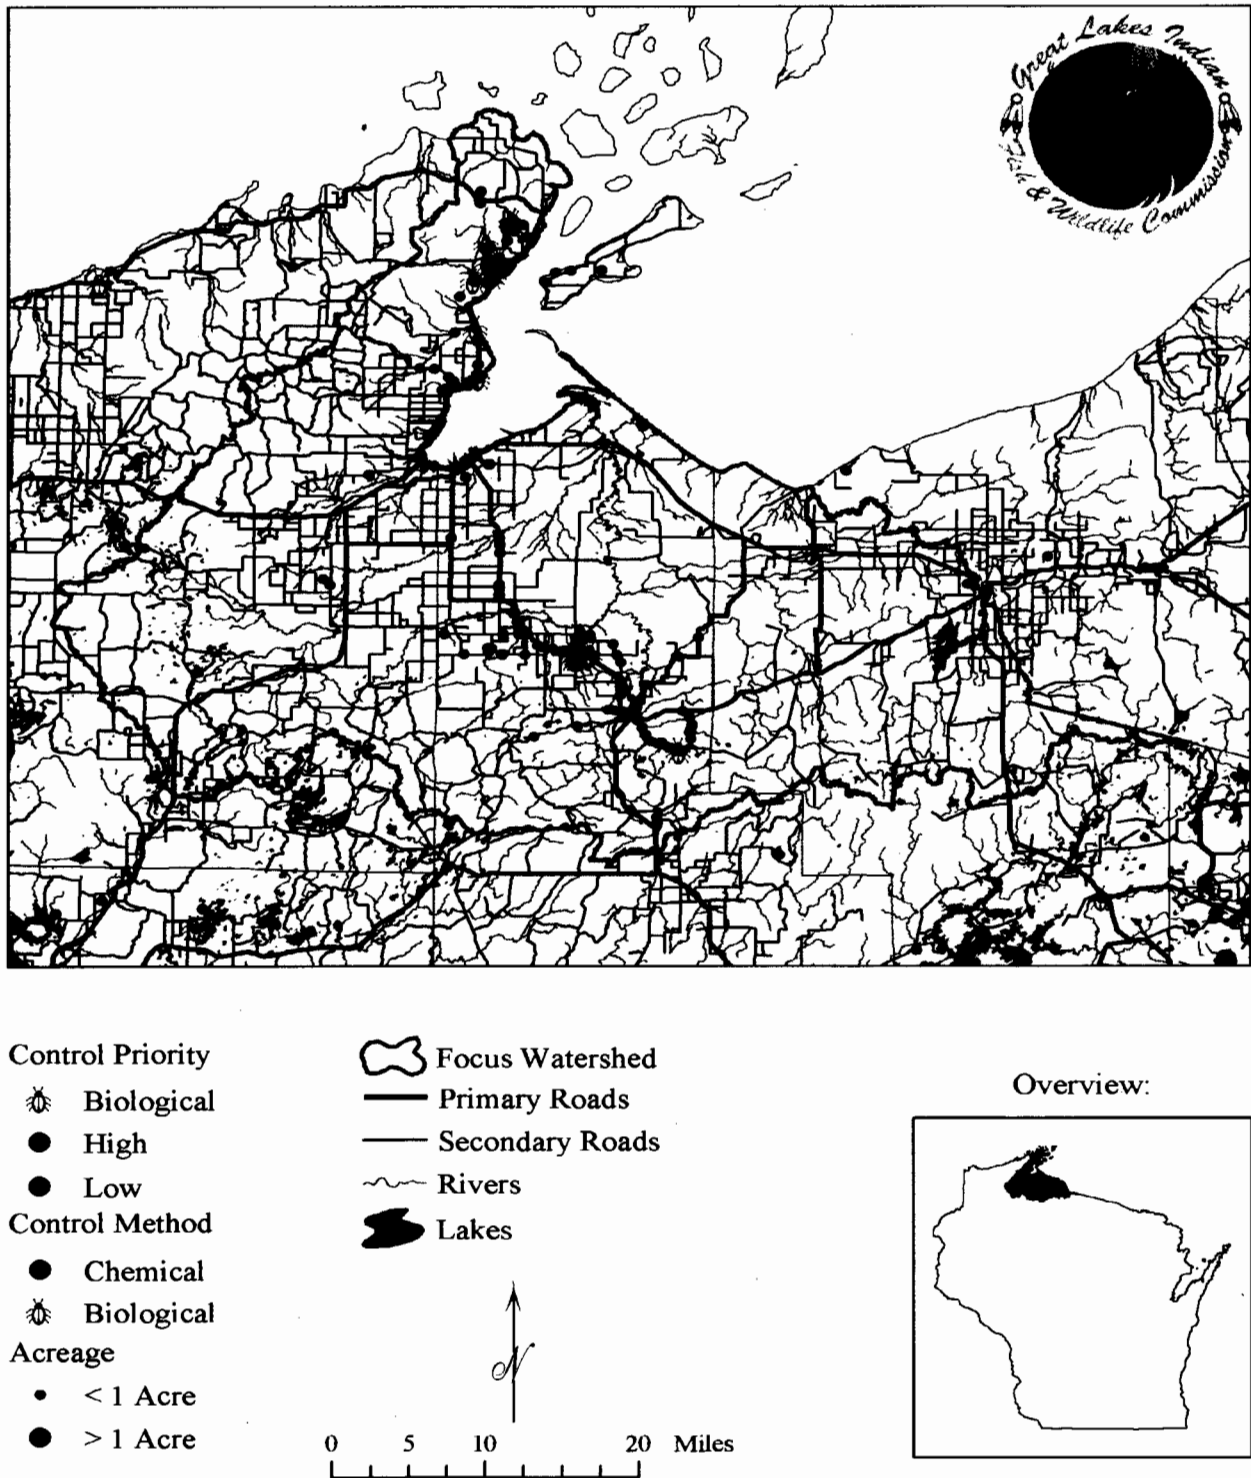 Great Lakes Indian
Fish & Wildlife Commission
Control Priority
Biological
High
Low
Control Method
Chemical
Biological
Acreage
< 1 Acre
> 1 Acre
Focus Watershed
Primary Roads
Secondary Roads
Rivers
Lakes
N
0 5 10 20 Miles
Overview: